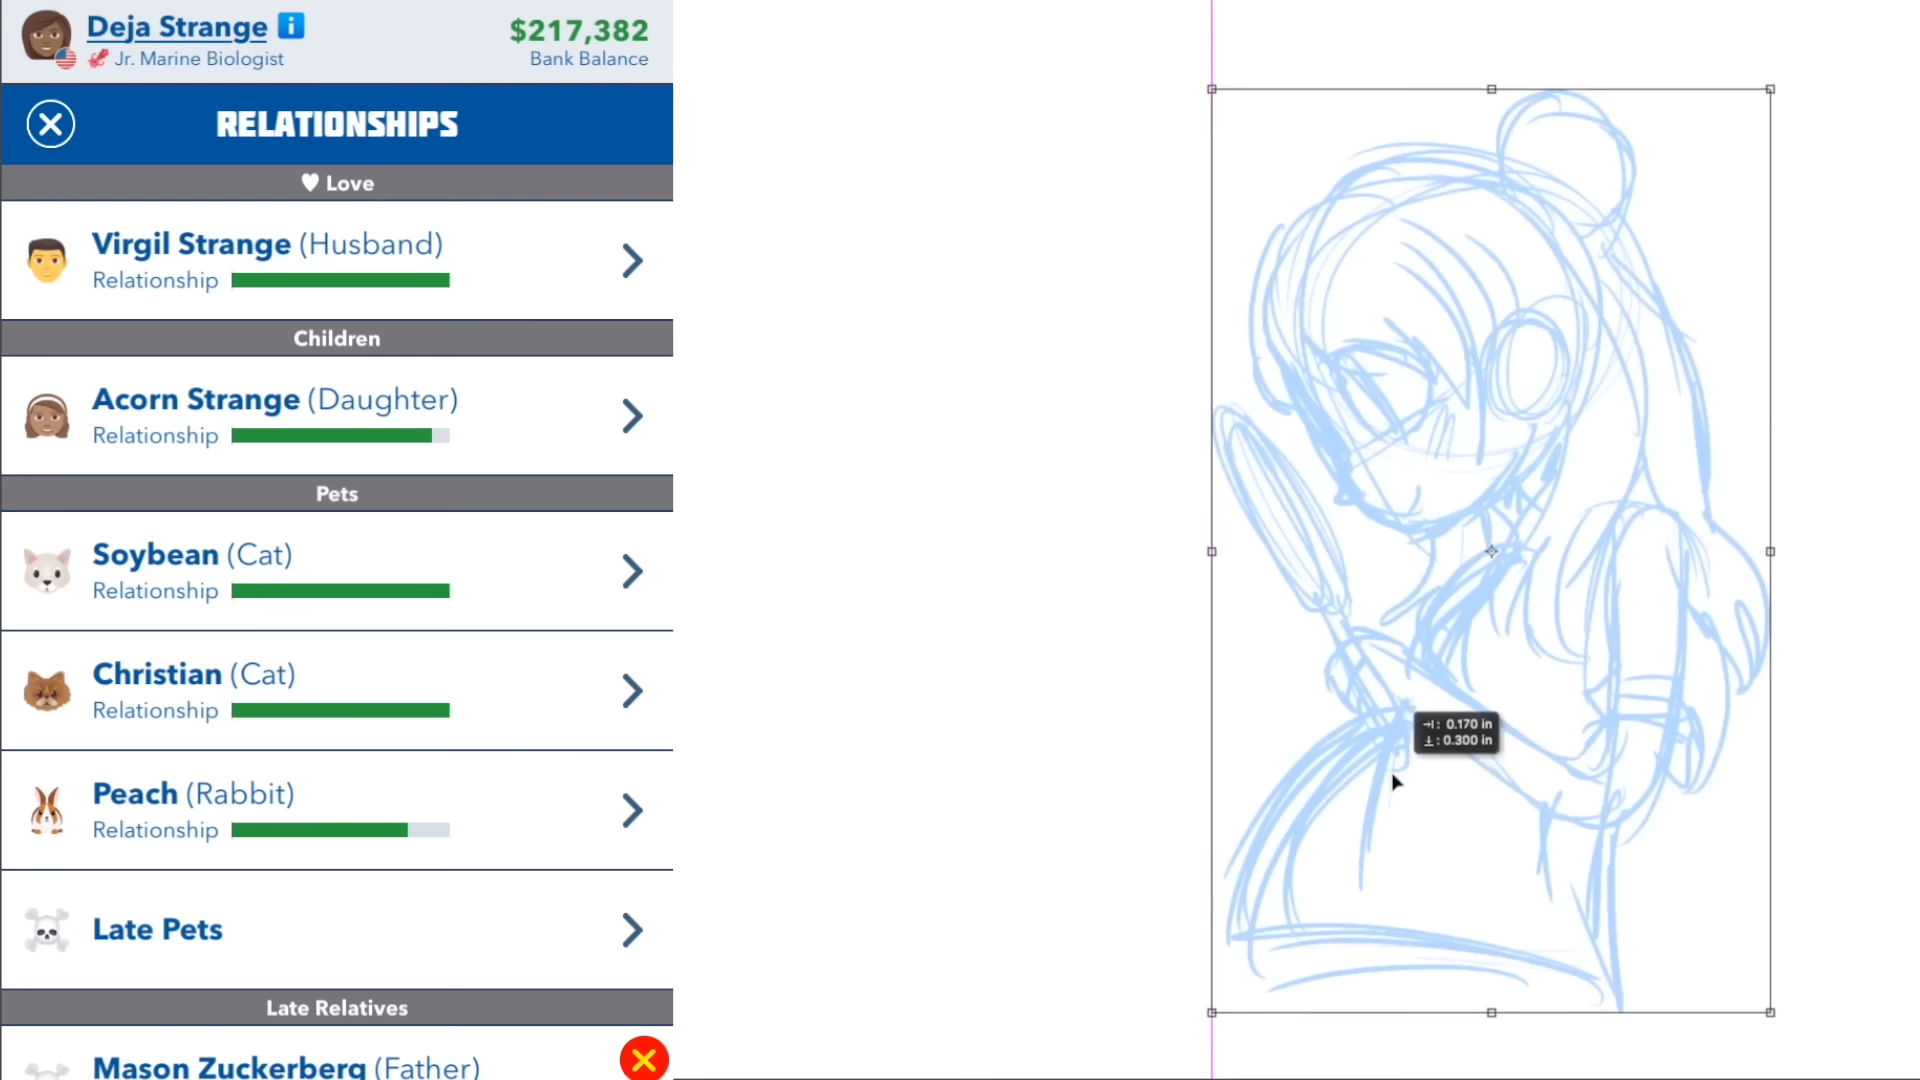 Deja Strange
$217,382
Jr. Marine Biologist
Bank Balance
RELATIONSHIPS
Love
Virgil Strange (Husband)
Relationship
Children
Acorn Strange (Daughter)
Relationship
Pets
Soybean (Cat)
Relationship
Christian (Cat)
Relationship
Peach (Rabbit)
Relationship
Late Pets
Late Relatives
Mason Zuckerberg (Father)
: 0.170 in
: 0.300 in